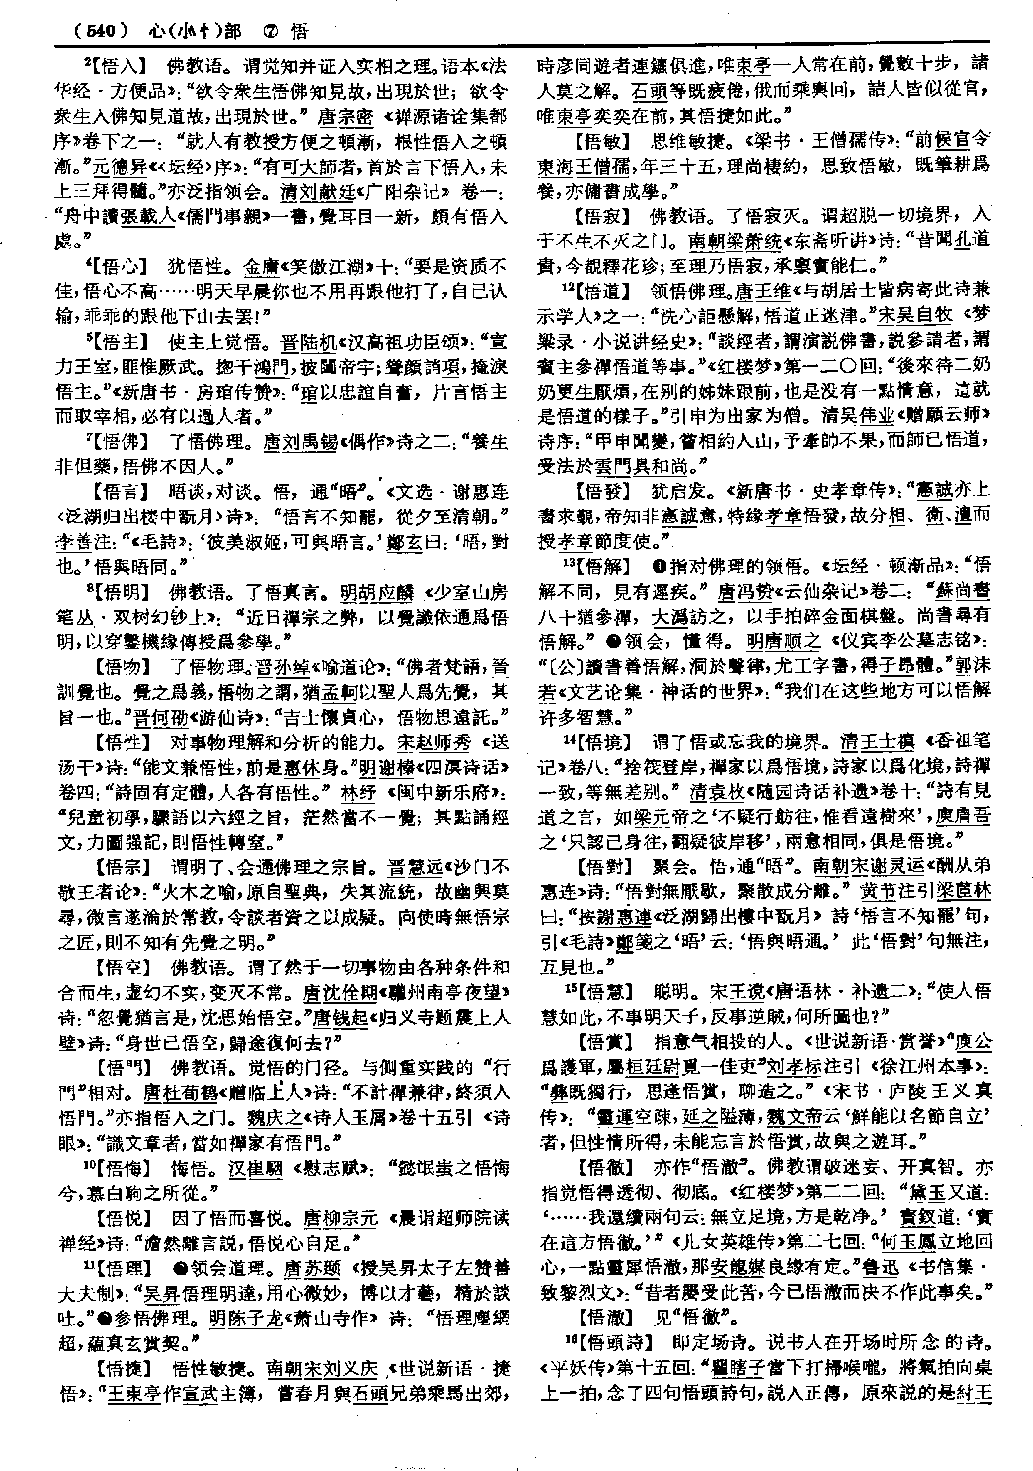 (540) 心(小忄)部 ⑦ 悟
²【悟入】 佛教语。谓觉知并证入实相之理。语本《法
华经·方便品》：“欲令衆生悟佛知見故，出現於世；欲令
衆生入佛知見道故，出現於世。” 唐宗密《禅源诸诠集都
序》卷下之一：“就人有教授方便之頓漸，根性悟入之頓
漸。”元德异《〈坛经〉序》：“有可大師者，首於言下悟入，末
上三拜得髓。”亦泛指领会。清刘献廷《广阳杂记》卷一：
“舟中讀張載人《儒門事親》一書，覺耳目一新，頗有悟入
處。”
⁴【悟心】 犹悟性。金庸《笑傲江湖》十：“要是资质不
佳，悟心不高……明天早晨你也不用再跟他打了，自己认
输，乖乖的跟他下山去罢！”
⁵【悟主】 使主上觉悟。晋陆机《汉高祖功臣颂》：“宣
力王室，匪惟厥武。揔干鴻門，披闥帝宇；聳顔誚項，掩淚
悟主。”《新唐书·房琯传赞》：“琯以忠誼自奮，片言悟主
而取宰相，必有以過人者。”
⁷【悟佛】 了悟佛理。唐刘禹锡《偶作》诗之二：“養生
非但藥，悟佛不因人。”
【悟言】 晤谈，对谈。悟，通“晤”。《文选·谢惠连
〈泛湖归出楼中翫月〉诗》：“悟言不知罷，從夕至清朝。”
李善注：“《毛詩》：‘彼美淑姬，可與晤言。’鄭玄曰：‘晤，對
也。’悟與晤同。”
⁸【悟明】 佛教语。了悟真言。明胡应麟《少室山房
笔丛·双树幻钞上》：“近日禪宗之弊，以覺識依通爲悟
明，以穿鑿機緣傳授爲參學。”
【悟物】 了悟物理。晋孙绰《喻道论》：“佛者梵語，晉
訓覺也。覺之爲義，悟物之謂，猶孟軻以聖人爲先覺，其
旨一也。”晋何劭《游仙诗》：“吉士懷貞心，悟物思遠託。”
【悟性】 对事物理解和分析的能力。宋赵师秀《送
汤干》诗：“能文兼悟性，前是惠休身。”明谢榛《四溟诗话》
卷四：“詩固有定體，人各有悟性。” 林纾《闽中新乐府》：
“兒童初學，驟語以六經之旨，茫然當不一覺；其點誦經
文，力圖强記，則悟性轉窒。”
【悟宗】 谓明了、会通佛理之宗旨。晋慧远《沙门不
敬王者论》：“火木之喻，原自聖典，失其流統，故幽興莫
尋，微言遂淪於常教，令談者資之以成疑。向使時無悟宗
之匠，則不知有先覺之明。”
【悟空】 佛教语。谓了然于一切事物由各种条件和
合而生，虚幻不实，变灭不常。唐沈佺期《驩州南亭夜望》
诗：“忽覺猶言是，沈思始悟空。”唐钱起《归义寺题震上人
壁》诗：“身世已悟空，歸途復何去？”
【悟門】 佛教语。觉悟的门径。与侧重实践的“行
門”相对。唐杜荀鹤《赠临上人》诗：“不計禪兼律，終須入
悟門。”亦指悟入之门。魏庆之《诗人玉屑》卷十五引《诗
眼》：“識文章者，當如禪家有悟門。”
¹⁰【悟悔】 悔悟。汉崔駰《慰志赋》：“懿氓蚩之悟悔
兮，慕白駒之所從。”
【悟悦】 因了悟而喜悦。唐柳宗元《晨诣超师院读
禅经》诗：“澹然離言説，悟悦心自足。”
¹¹【悟理】 ❶领会道理。唐苏颋《授吴昇太子左赞善
大夫制》：“吴昇悟理明達，用心微妙，博以才藝，精於談
吐。”❷参悟佛理。明陈子龙《萧山寺作》诗：“悟理塵網
超，藴真玄賞契。”
【悟捷】 悟性敏捷。南朝宋刘义庆《世说新语·捷
悟》：“王東亭作宣武主簿，嘗春月與石頭兄弟乘馬出郊，
時彦同遊者連鑣俱進，唯東亭一人常在前，覺數十步，諸
人莫之解。石頭等既疲倦，俄而乘輿回，諸人皆似從官，
唯東亭奕奕在前，其悟捷如此。”
【悟敏】 思维敏捷。《梁书·王僧孺传》：“前候官令
東海王僧孺，年三十五，理尚棲約，思致悟敏，既筆耕爲
養，亦傭書成學。”
【悟寂】 佛教语。了悟寂灭。谓超脱一切境界，入
于不生不灭之门。南朝梁萧统《东斋听讲》诗：“昔聞孔道
貴，今覩釋花珍；至理乃悟寂，承稟實能仁。”
¹²【悟道】 领悟佛理。唐王维《与胡居士皆病寄此诗兼
示学人》之一：“洗心詎懸解，悟道正迷津。”宋吴自牧《梦
粱录·小说讲经史》：“談經者，謂演説佛書，説參請者，謂
賓主參禪悟道等事。”《红楼梦》第一二〇回：“後來待二奶
奶更生厭煩，在别的姊妹跟前，也是没有一點情意，這就
是悟道的樣子。”引申为出家为僧。清吴伟业《赠愿云师》
诗序：“甲申聞變，嘗相約入山，予牽帥不果，而師已悟道，
受法於雲門具和尚。”
【悟發】 犹启发。《新唐书·史孝章传》：“憲誠亦上
書求覲，帝知非憲誠意，特緣孝章悟發，故分相、衛、澶而
授孝章節度使。”
¹³【悟解】 ❶指对佛理的领悟。《坛经·顿渐品》：“悟
解不同，見有遲疾。” 唐冯贽《云仙杂记》卷二：“蘇尚書
八十猶參禪，大潙訪之，以手拍碎金面棋盤。尚書尋有
悟解。” ❷领会，懂得。明唐顺之《仪宾李公墓志铭》：
“〔公〕讀書善悟解，洞於聲律，尤工字書，得子昂體。”郭沫
若《文艺论集·神话的世界》：“我们在这些地方可以悟解
许多智慧。”
¹⁴【悟境】 谓了悟或忘我的境界。清王士禛《香祖笔
记》卷八：“捨筏登岸，禪家以爲悟境，詩家以爲化境，詩禪
一致，等無差别。” 清袁枚《随园诗话补遗》卷十：“詩有見
道之言，如梁元帝之‘不疑行舫往，惟看遠樹來’，庾肩吾
之‘只認己身往，翻疑彼岸移’，兩意相同，俱是悟境。”
【悟對】 聚会。悟，通“晤”。南朝宋谢灵运《酬从弟
惠连》诗：“悟對無厭歇，聚散成分離。” 黄节注引梁茝林
曰：“按謝惠連《泛湖歸出樓中翫月》詩‘悟言不知罷’句，
引《毛詩》鄭箋之‘晤’云：‘悟與晤通。’ 此‘悟對’句無注，
互見也。”
¹⁵【悟慧】 聪明。宋王谠《唐语林·补遗二》：“使人悟
慧如此，不事明天子，反事逆賊，何所圖也？”
【悟賞】 指意气相投的人。《世说新语·赏誉》“庾公
爲護軍，屬桓廷尉覓一佳吏”刘孝标注引《徐江州本事》：
“彝既獨行，思逢悟賞，聊造之。” 《宋书·庐陵王义真
传》：“靈運空疎，延之隘薄，魏文帝云‘鮮能以名節自立’
者，但性情所得，未能忘言於悟賞，故與之遊耳。”
【悟徹】 亦作“悟澈”。佛教谓破迷妄、开真智。亦
指觉悟得透彻、彻底。《红楼梦》第二二回：“黛玉又道：
‘……我還續兩句云：無立足境，方是乾净。’ 寶釵道：‘實
在這方悟徹。’”《儿女英雄传》第二七回：“何玉鳳立地回
心，一點靈犀悟澈，那安龍媒良緣有定。”鲁迅《书信集·
致黎烈文》：“昔者屡受此苦，今已悟澈而决不作此事矣。”
【悟澈】 见“悟徹”。
¹⁶【悟頭詩】 即定场诗。说书人在开场时所念的诗。
《平妖传》第十五回：“瞿瞎子當下打掃喉嚨，將氣拍向桌
上一拍，念了四句悟頭詩句，説入正傳，原來説的是紂王